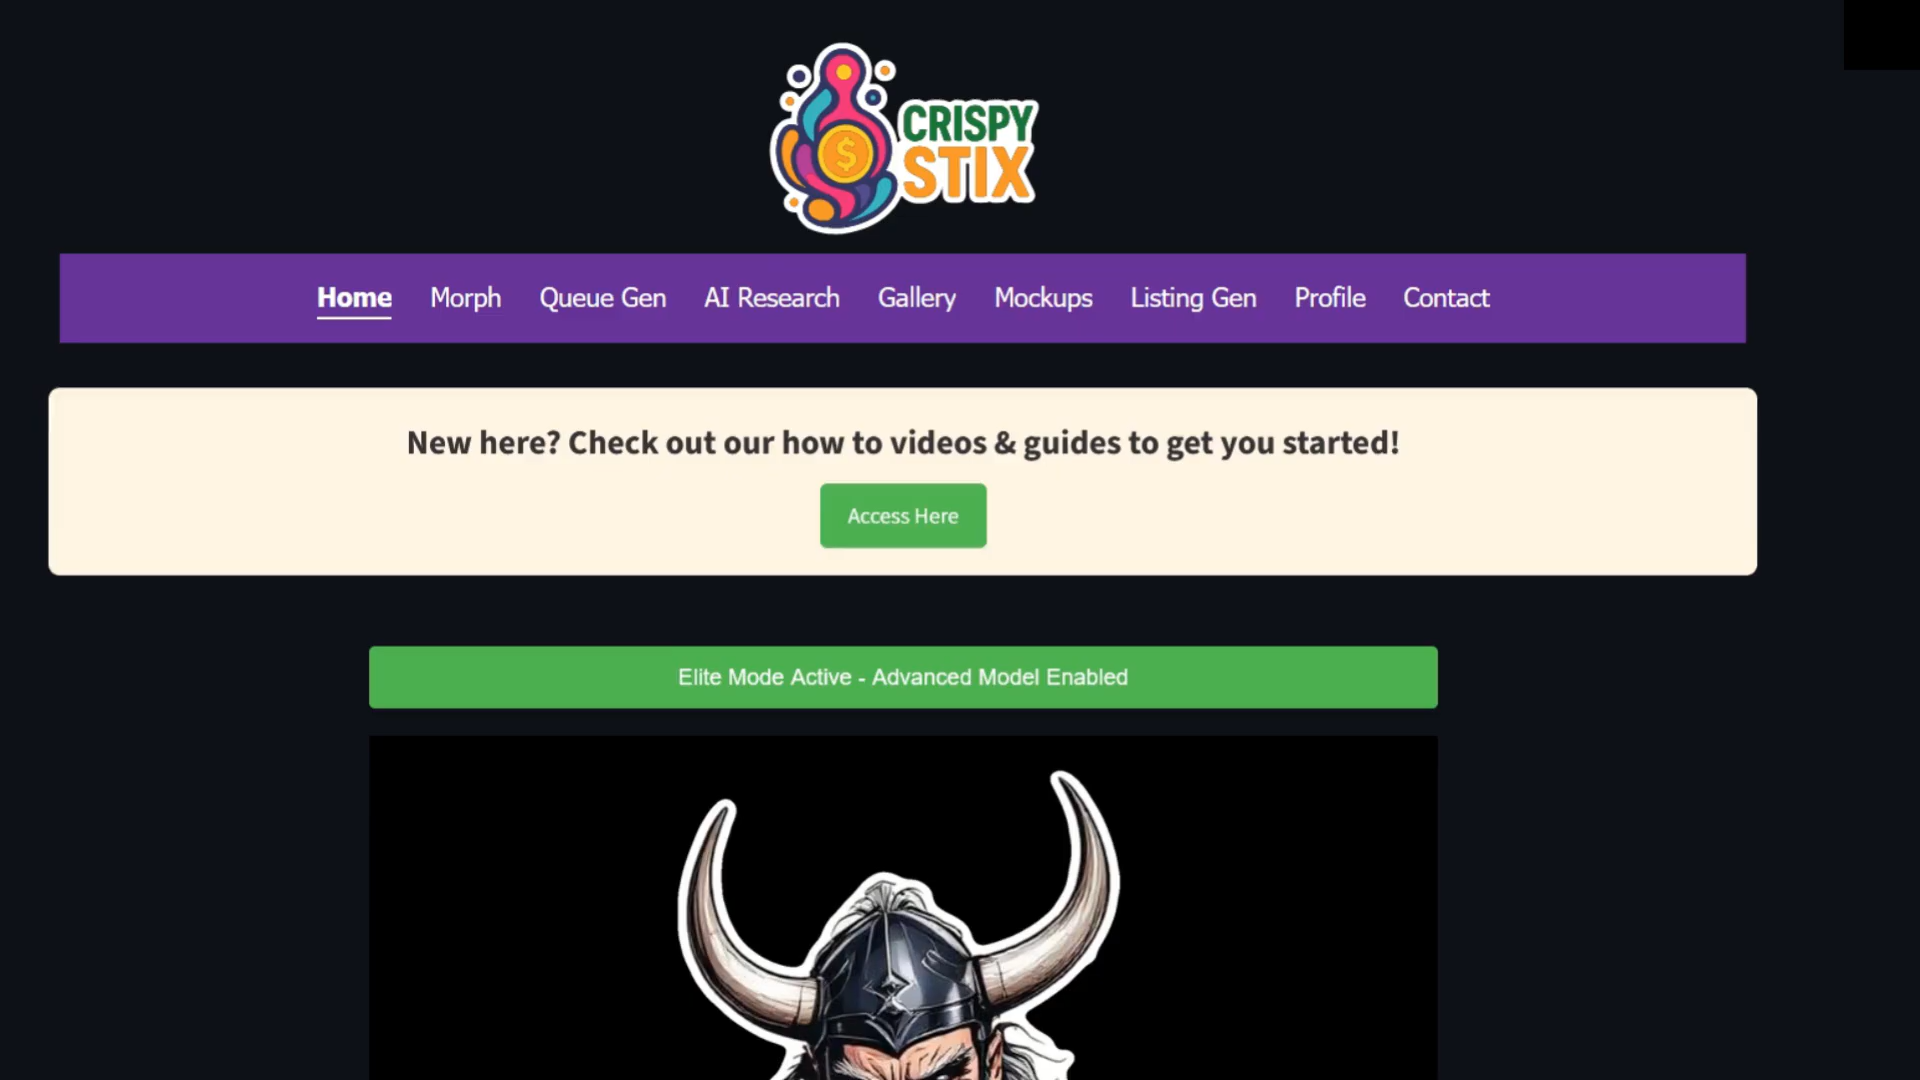 CRISPY
STIX
Home Morph Queue Gen AI Research Gallery Mockups Listing Gen Profile Contact
New here? Check out our how to videos & guides to get you started!
Access Here
Elite Mode Active - Advanced Model Enabled